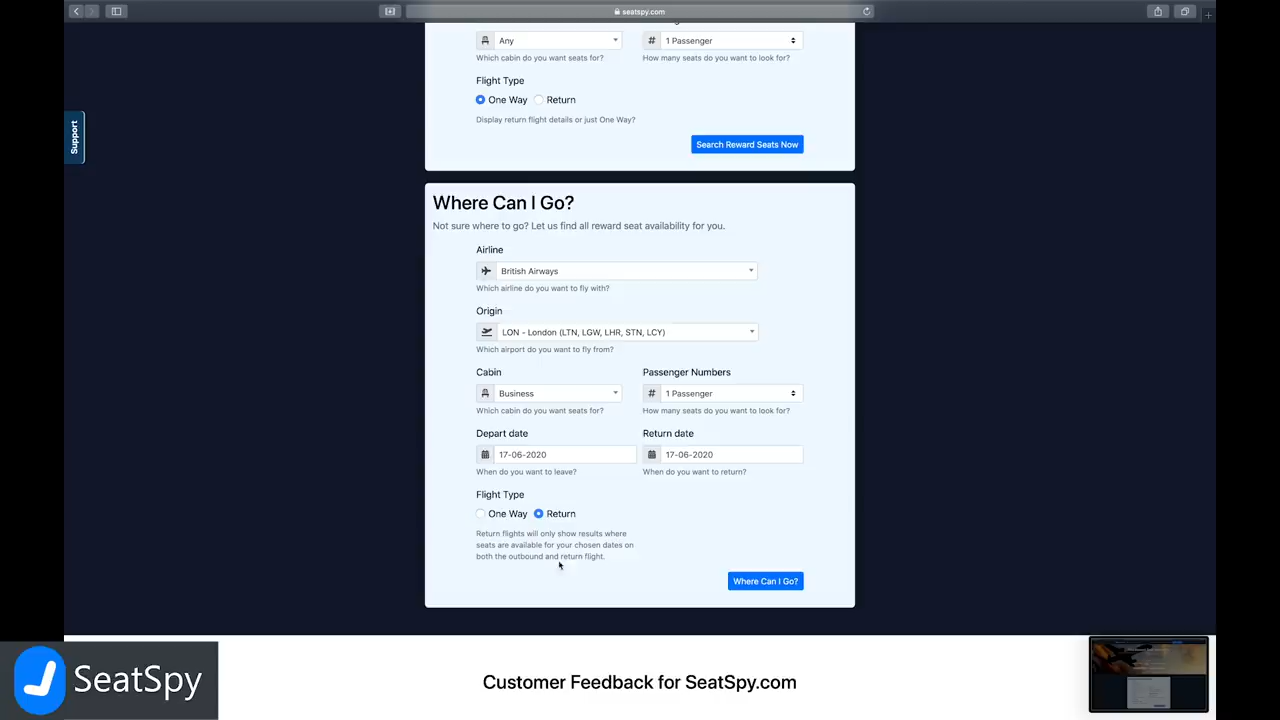 seatspy.com
Any
1 Passenger
Which cabin do you want seats for?
How many seats do you want to look for?
Flight Type
One Way
Return
Display return flight details or just One Way?
Search Reward Seats Now
Support
Where Can I Go?
Not sure where to go? Let us find all reward seat availability for you.
Airline
British Airways
Which airline do you want to fly with?
Origin
LON - London (LTN, LGW, LHR, STN, LCY)
Which airport do you want to fly from?
Cabin
Passenger Numbers
Business
1 Passenger
Which cabin do you want seats for?
How many seats do you want to look for?
Depart date
Return date
17-06-2020
17-06-2020
When do you want to leave?
When do you want to return?
Flight Type
One Way
Return
Return flights will only show results where
seats are available for your chosen dates on
both the outbound and return flight.
Where Can I Go?
SeatSpy
Customer Feedback for SeatSpy.com